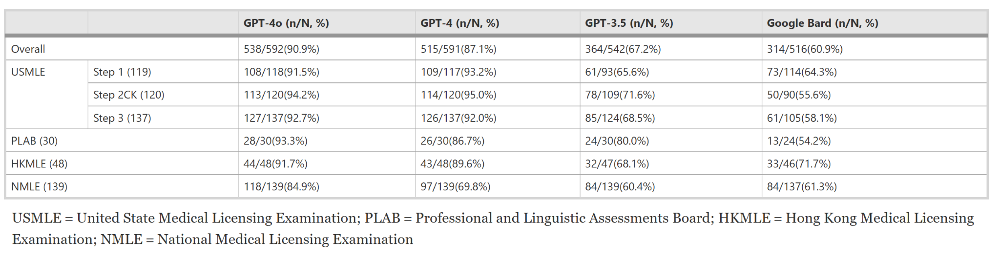 GPT-4o (n/N, %) GPT-4 (n/N, %) GPT-3.5 (n/N, %) Google Bard (n/N, %)
Overall 538/592(90.9%) 515/591(87.1%) 364/542(67.2%) 314/516(60.9%)
USMLE Step 1 (119) 108/118(91.5%) 109/117(93.2%) 61/93(65.6%) 73/114(64.3%)
Step 2CK (120) 113/120(94.2%) 114/120(95.0%) 78/109(71.6%) 50/90(55.6%)
Step 3 (137) 127/137(92.7%) 126/137(92.0%) 85/124(68.5%) 61/105(58.1%)
PLAB (30) 28/30(93.3%) 26/30(86.7%) 24/30(80.0%) 13/24(54.2%)
HKMLE (48) 44/48(91.7%) 43/48(89.6%) 32/47(68.1%) 33/46(71.7%)
NMLE (139) 118/139(84.9%) 97/139(69.8%) 84/139(60.4%) 84/137(61.3%)
USMLE = United State Medical Licensing Examination; PLAB = Professional and Linguistic Assessments Board; HKMLE = Hong Kong Medical Licensing
Examination; NMLE = National Medical Licensing Examination